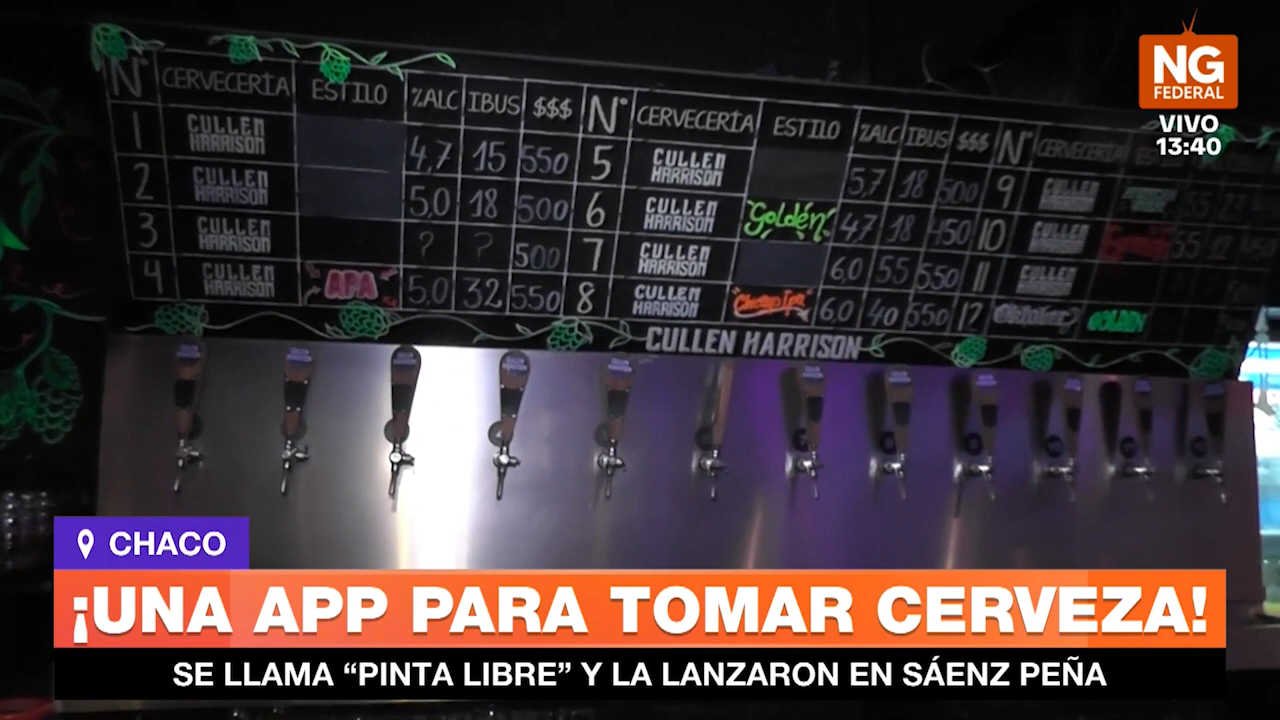 NG
FEDERAL
VIVO
13:40
N° CERVECERÍA ESTILO %ALC IBUS $$$ N° CERVECERÍA ESTILO %ALC IBUS $$$ N° CERVECERÍA
1 CULLEN HARRISON 4,7 15 550 5 CULLEN HARRISON 5,7 18 500 9 CULLEN HARRISON
2 CULLEN HARRISON 5,0 18 500 6 CULLEN HARRISON Goldén 4,7 18 450 10 CULLEN HARRISON
3 CULLEN HARRISON ? ? 500 7 CULLEN HARRISON 6,0 55 550 11 CULLEN HARRISON
4 CULLEN HARRISON APA 5,0 32 550 8 CULLEN HARRISON 6,0 40 550 12 GOLDEN
CULLEN HARRISON
CHACO
¡UNA APP PARA TOMAR CERVEZA!
SE LLAMA “PINTA LIBRE” Y LA LANZARON EN SÁENZ PEÑA